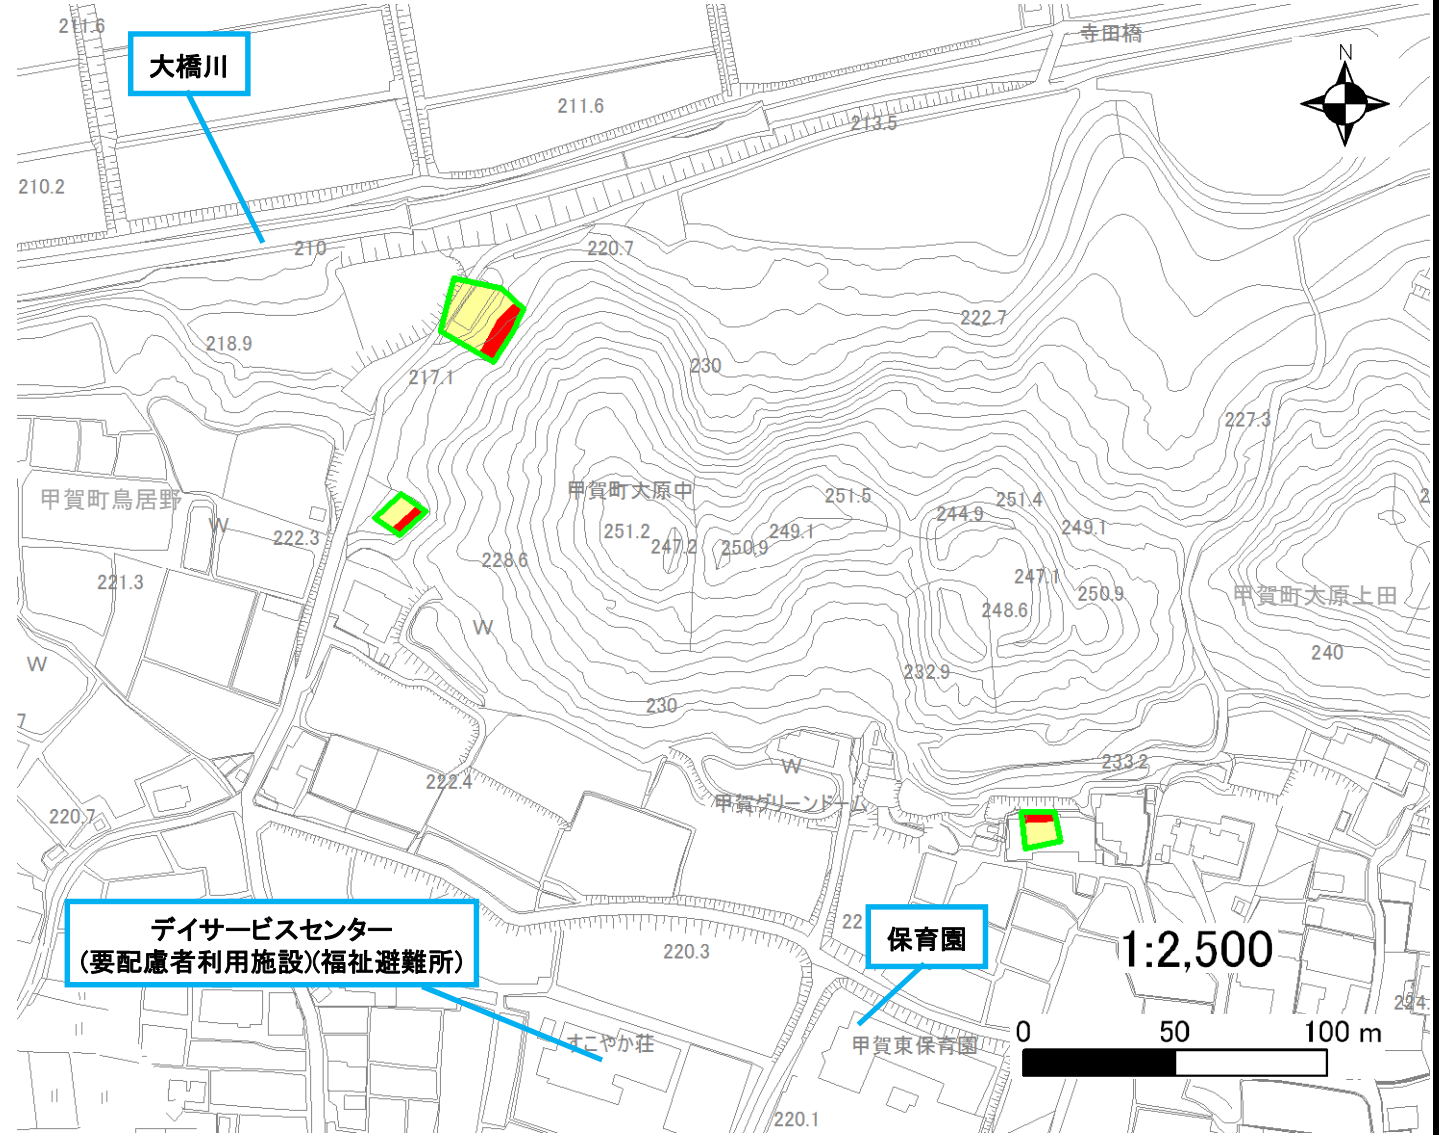 211.6
寺田橋
N
大橋川
211.6
213.5
210.2
210
220.7
222.7
218.9
230
217.1
227.3
甲賀町鳥居野
甲賀町大原中
251.5
251.4
244.9
W
222.3
251.2
247.2
250.9
249.1
249.1
228.6
221.3
247.1
250.9
甲賀町大原上田
248.6
W
W
240
232.9
230
233.2
W
222.4
甲賀グリーンドーム
220.7
デイサービスセンター
(要配慮者利用施設)(福祉避難所)
22
保育園
220.3
1:2,500
224.
0 50 100 m
すこやか荘
甲賀東保育園
220.1